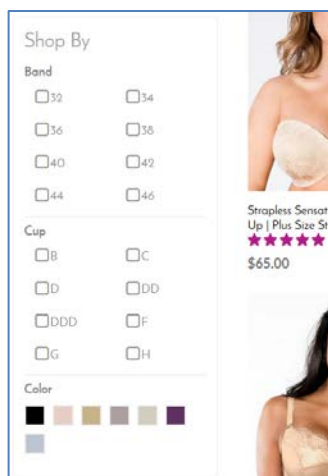 Shop By
Band
32 34
36 38
40 42
44 46
Cup
B C
D DD
DDD F
G H
Color
Strapless Sensat
Up | Plus Size St
$65.00